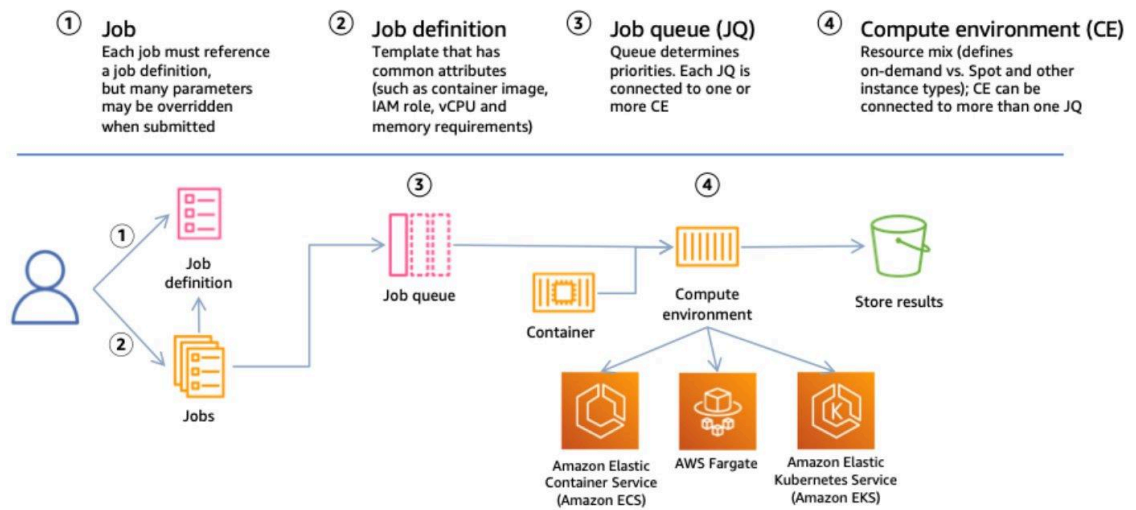 1 Job
Each job must reference
a job definition,
but many parameters
may be overridden
when submitted
2 Job definition
Template that has
common attributes
(such as container image,
IAM role, vCPU and
memory requirements)
3 Job queue (JQ)
Queue determines
priorities. Each JQ is
connected to one or
more CE
4 Compute environment (CE)
Resource mix (defines
on-demand vs. Spot and other
instance types); CE can be
connected to more than one JQ
1
Job
definition
2
Jobs
3
Job queue
Container
4
Compute
environment
Store results
Amazon Elastic
Container Service
(Amazon ECS)
AWS Fargate
K
Amazon Elastic
Kubernetes Service
(Amazon EKS)